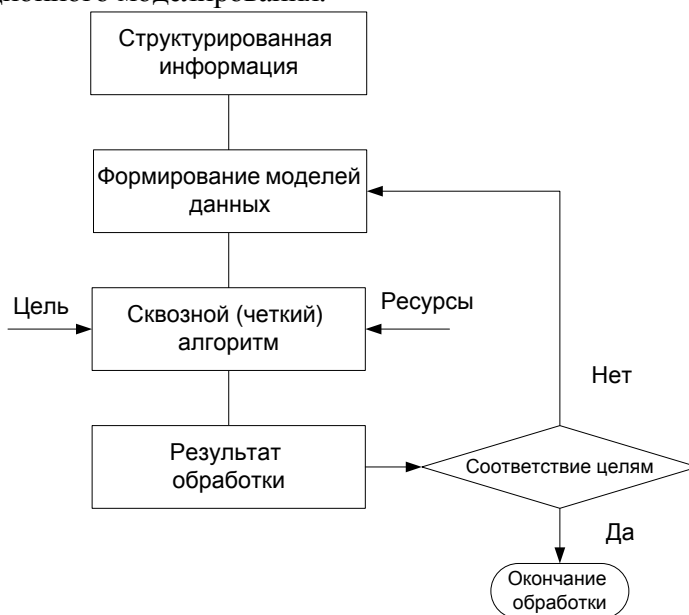 Структурированная
информация
Формирование моделей
данных
Цель
Сквозной (четкий)
алгоритм
Ресурсы
Нет
Результат
обработки
Соответствие целям
Да
Окончание
обработки